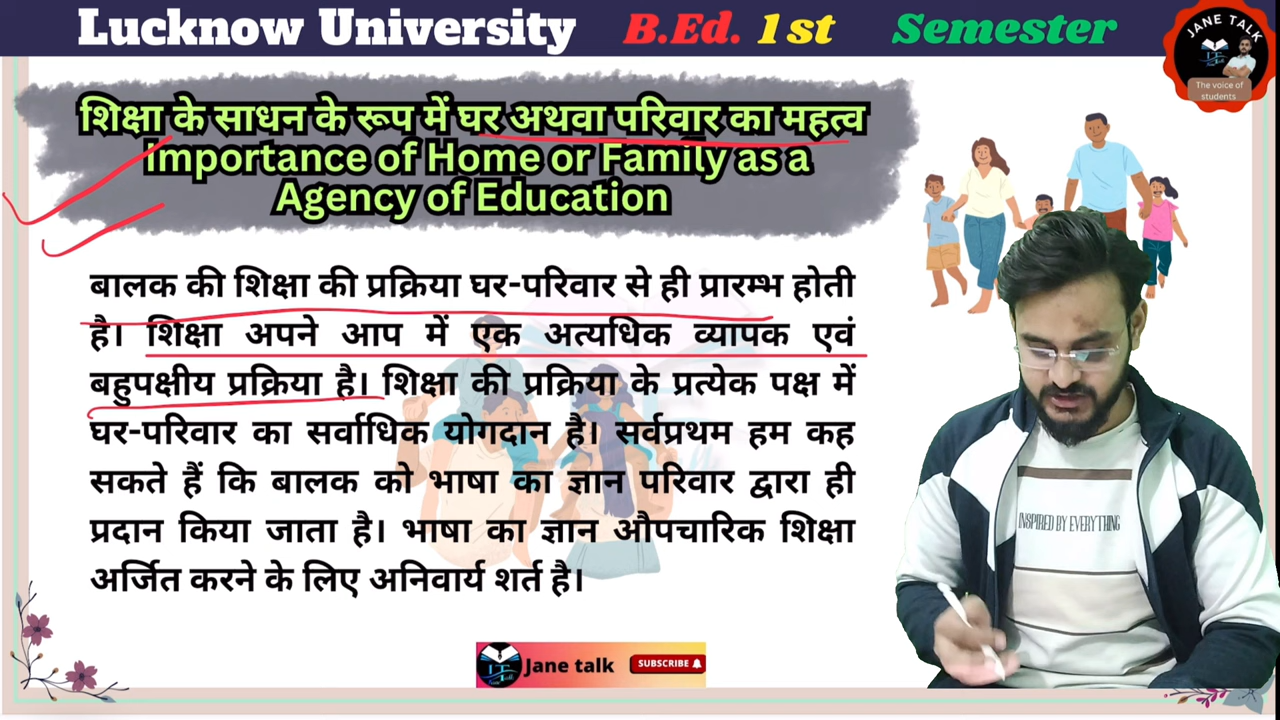 Lucknow University B.Ed. 1st Semester
JANE TALK
The voice of
students
शिक्षा के साधन के रूप में घर अथवा परिवार का महत्व
Importance of Home or Family as a
Agency of Education
बालक की शिक्षा की प्रक्रिया घर-परिवार से ही प्रारम्भ होती
है। शिक्षा अपने आप में एक अत्यधिक व्यापक एवं
बहुपक्षीय प्रक्रिया है। शिक्षा की प्रक्रिया के प्रत्येक पक्ष में
घर-परिवार का सर्वाधिक योगदान है। सर्वप्रथम हम कह
सकते हैं कि बालक को भाषा का ज्ञान परिवार द्वारा ही
प्रदान किया जाता है। भाषा का ज्ञान औपचारिक शिक्षा
अर्जित करने के लिए अनिवार्य शर्त है।
INSPIRED BY EVERYTHING
Jane talk SUBSCRIBE